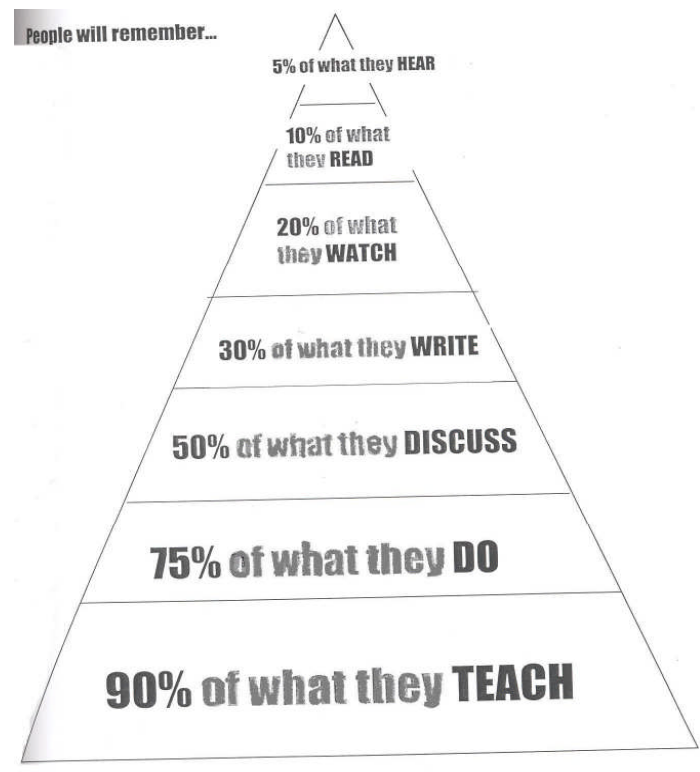 People will remember...
5% of what they HEAR
10% of what
they READ
20% of what
they WATCH
30% of what they WRITE
50% of what they DISCUSS
75% of what they DO
90% of what they TEACH